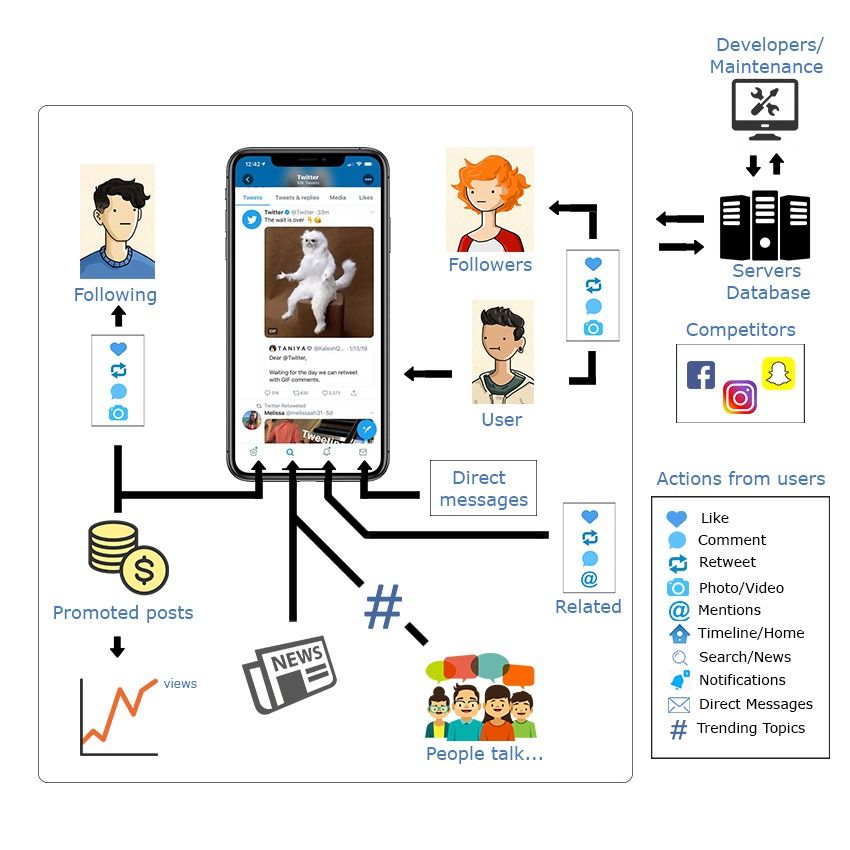 Developers/
Maintenance
12:42
Twitter
Tweets
Tweets & replies
Media
Likes
Twitter @Twitter · 33m
The wait is over
GIF
TANIYA @KaleshQ... · 1/13/19
Dear @Twitter,
Waiting for the day we can retweet
with GIF comments.
Twitter Retweeted
Melissa @melissaah31 · 5d
Following
Followers
User
Servers
Database
Competitors
Direct
messages
Related
Promoted posts
views
NEWS
#
People talk...
Actions from users
Like
Comment
Retweet
Photo/Video
@ Mentions
Timeline/Home
Search/News
Notifications
Direct Messages
# Trending Topics